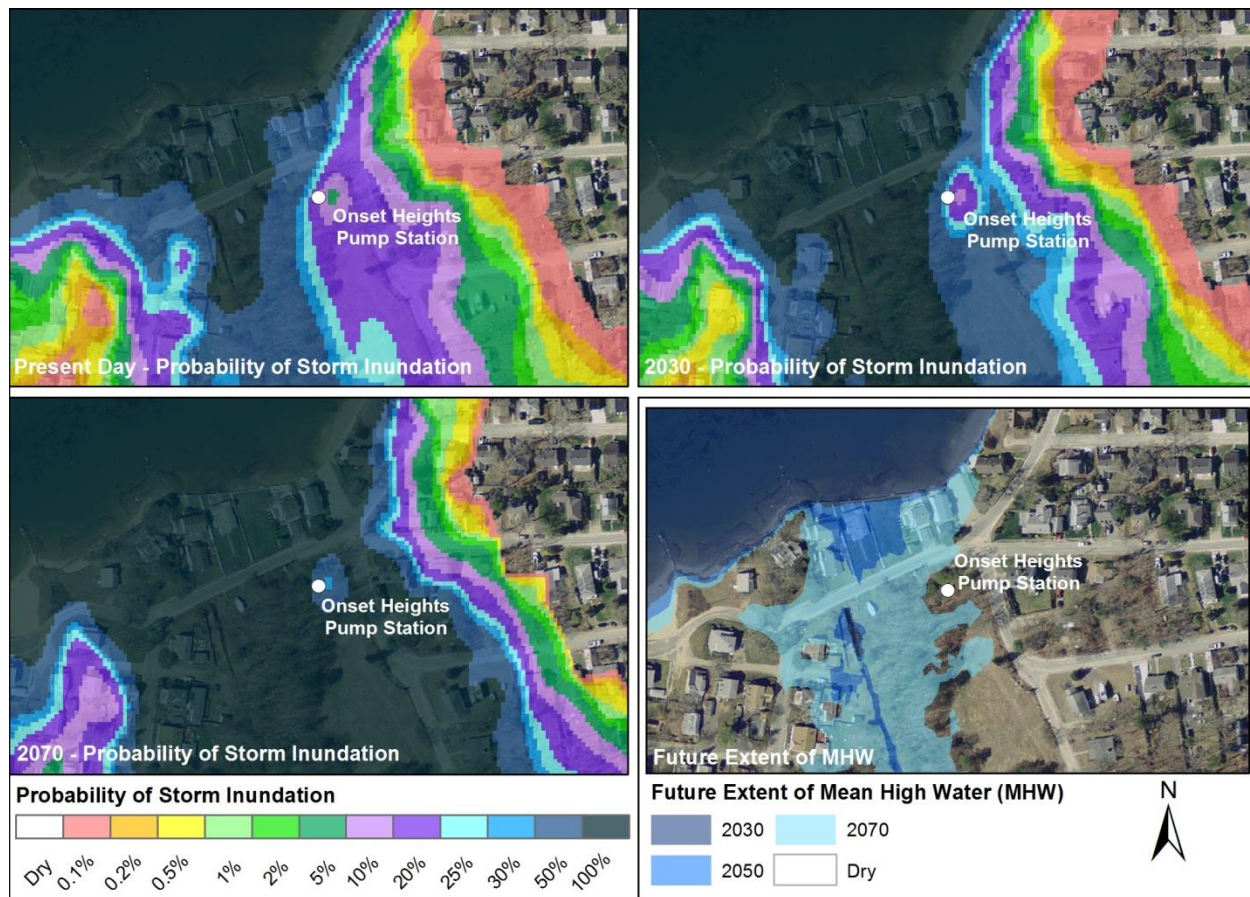 Onset Heights
Pump Station
Present Day - Probability of Storm Inundation
Onset Heights
Pump Station
2030 - Probability of Storm Inundation
Onset Heights
Pump Station
2070 - Probability of Storm Inundation
Onset Heights
Pump Station
Future Extent of MHW
Probability of Storm Inundation
Dry 0.1% 0.2% 0.5% 1% 2% 5% 10% 20% 25% 30% 50% 100%
Future Extent of Mean High Water (MHW)
2030 2070
2050 Dry
N